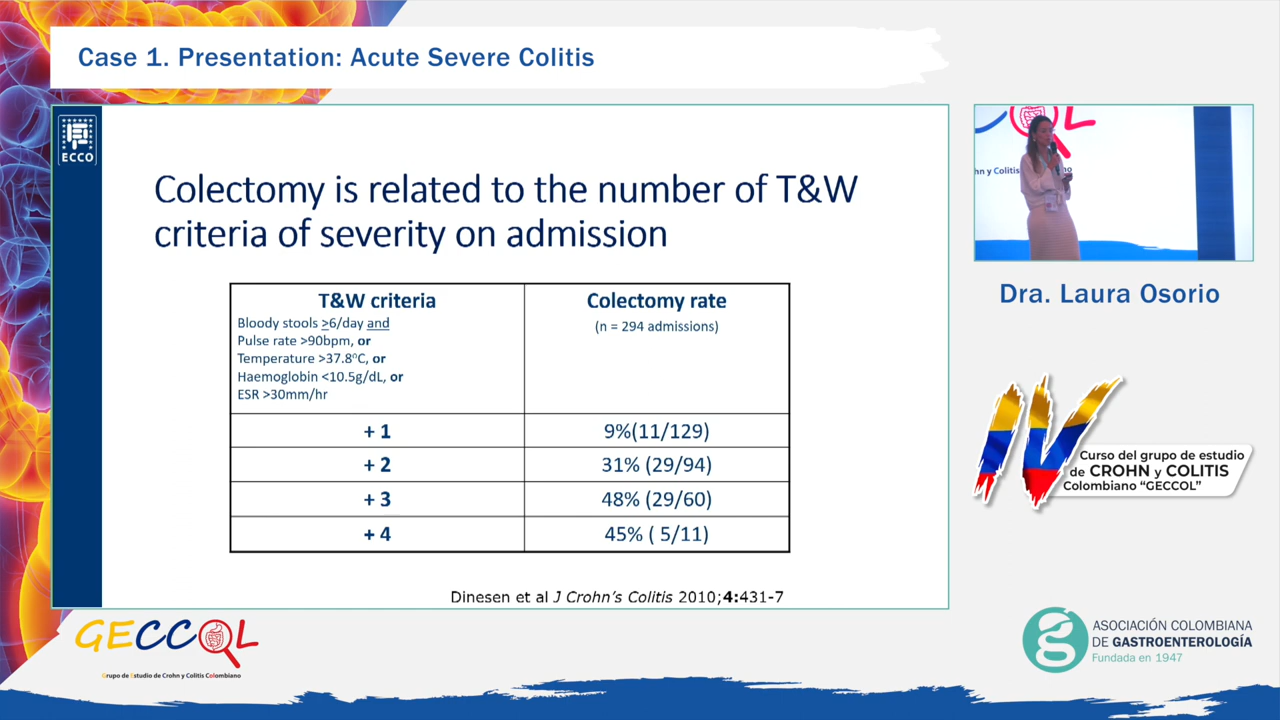 Case 1. Presentation: Acute Severe Colitis
ECCO
Colectomy is related to the number of T&W
criteria of severity on admission
T&W criteria
Bloody stools ≥6/day and
Pulse rate >90bpm, or
Temperature >37.8°C, or
Haemoglobin <10.5g/dL, or
ESR >30mm/hr
Colectomy rate
(n = 294 admissions)
+ 1 9%(11/129)
+ 2 31% (29/94)
+ 3 48% (29/60)
+ 4 45% ( 5/11)
Dinesen et al J Crohn's Colitis 2010;4:431-7
hn y Colitis
no
Dra. Laura Osorio
IV
Curso del grupo de estudio
de CROHN y COLITIS
Colombiano “GECCOL”
GECCOL
Grupo de Estudio de Crohn y Colitis Colombiano
ASOCIACIÓN COLOMBIANA
DE GASTROENTEROLOGÍA
Fundada en 1947